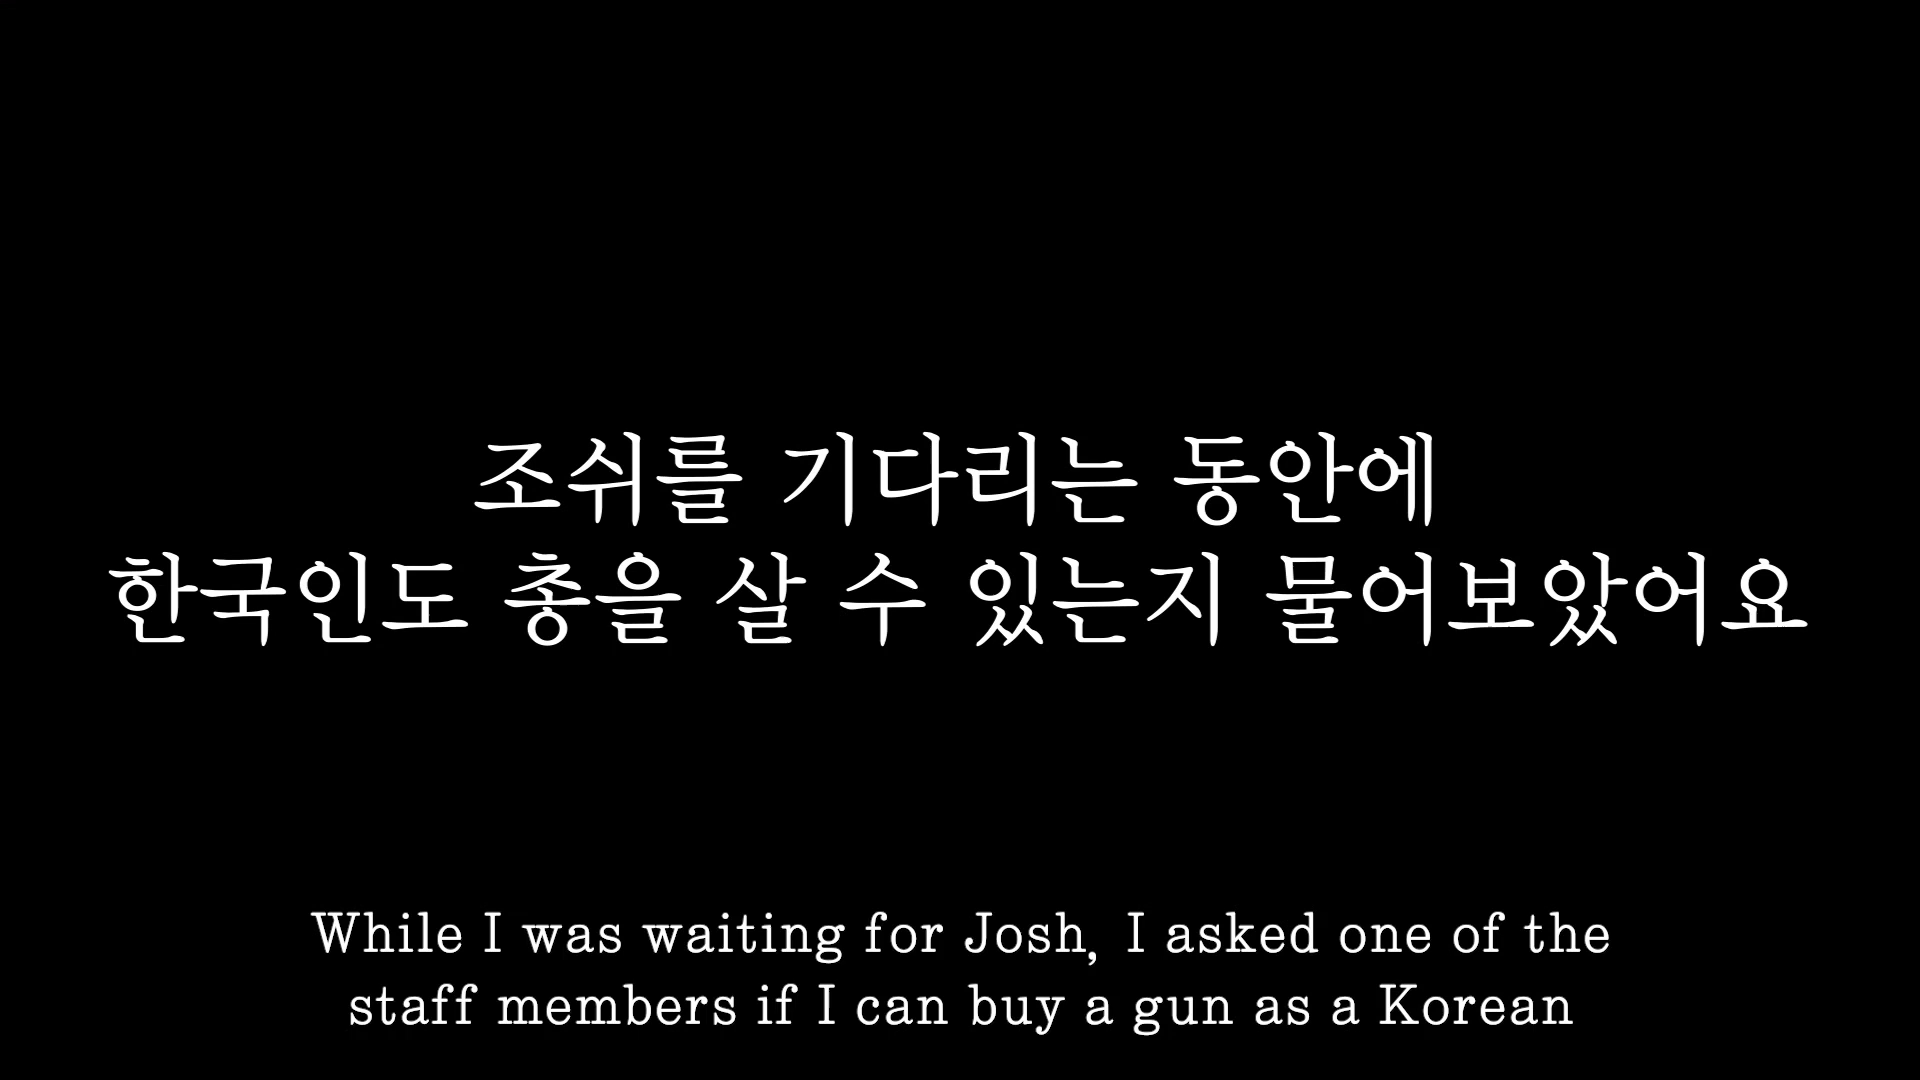 조쉬를 기다리는 동안에
한국인도 총을 살 수 있는지 물어보았어요
While I was waiting for Josh, I asked one of the
staff members if I can buy a gun as a Korean